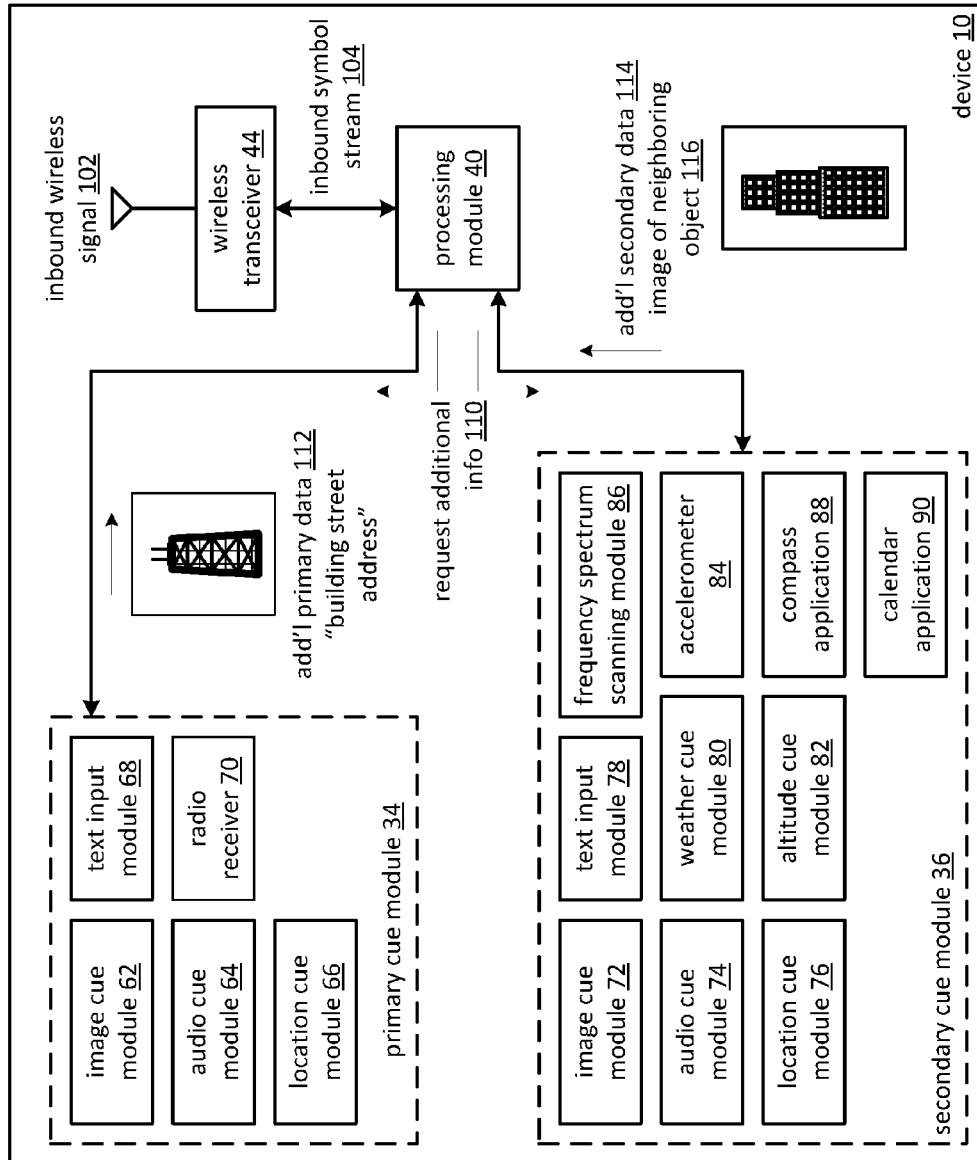 inbound wireless
signal 102
wireless
transceiver 44
inbound symbol
stream 104
processing
module 40
add'l primary data 112
"building street
address"
request additional
info 110
add'l secondary data 114
image of neighboring
object 116
image cue
module 62
text input
module 68
audio cue
module 64
radio
receiver 70
location cue
module 66
primary cue module 34
image cue
module 72
text input
module 78
frequency spectrum
scanning module 86
audio cue
module 74
weather cue
module 80
accelerometer
84
location cue
module 76
altitude cue
module 82
compass
application 88
calendar
application 90
secondary cue module 36
device 10